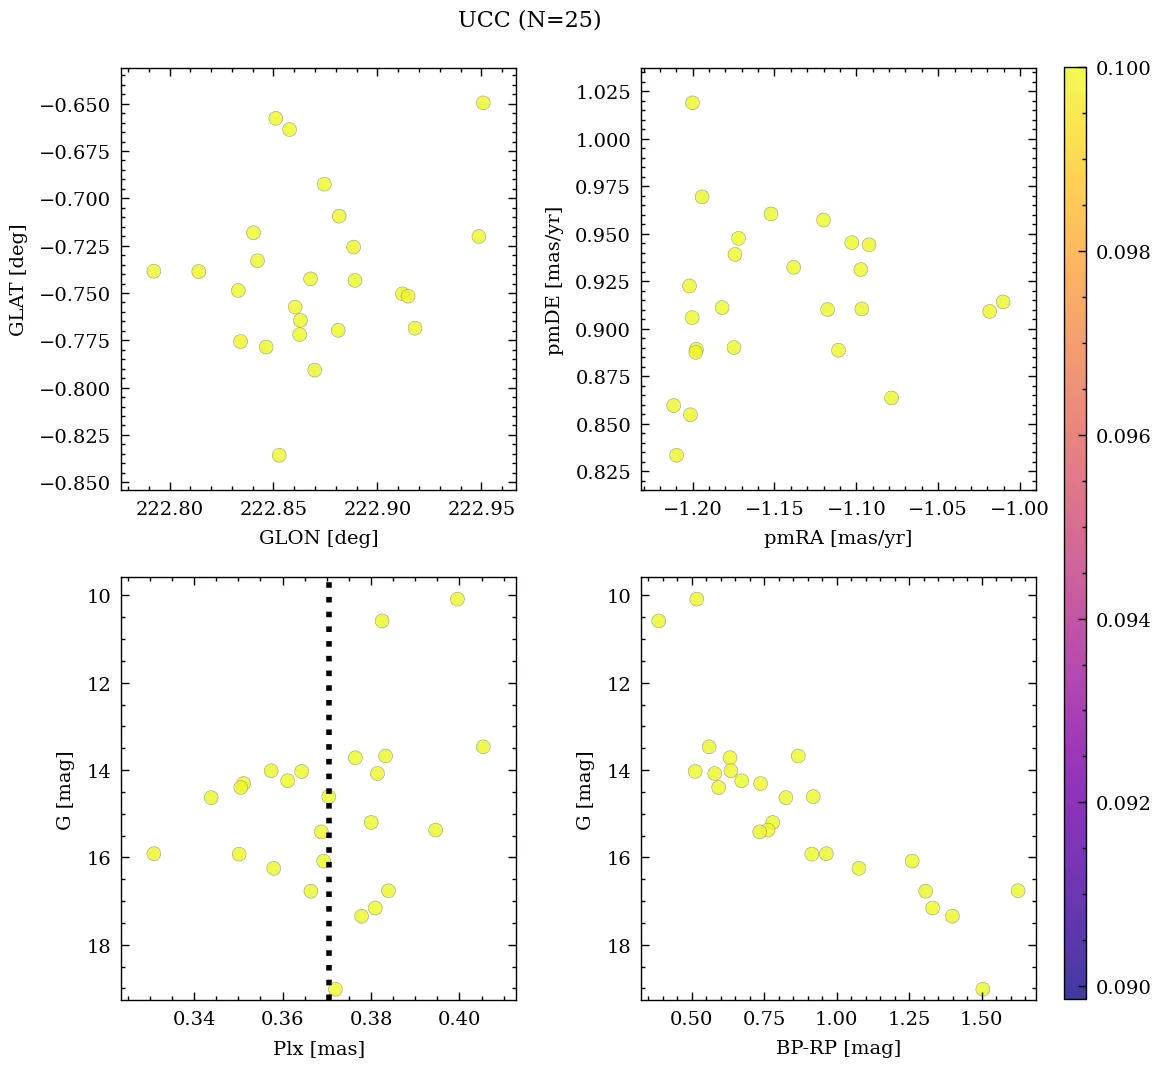 UCC (N=25)
−0.650
−0.675
−0.700
−0.725
−0.750
−0.775
−0.800
−0.825
−0.850
GLAT [deg]
222.80 222.85 222.90 222.95
GLON [deg]
1.025
1.000
0.975
0.950
0.925
0.900
0.875
0.850
0.825
pmDE [mas/yr]
−1.20 −1.15 −1.10 −1.05 −1.00
pmRA [mas/yr]
10
12
14
16
18
G [mag]
0.34 0.36 0.38 0.40
Plx [mas]
10
12
14
16
18
G [mag]
0.50 0.75 1.00 1.25 1.50
BP-RP [mag]
0.100
0.098
0.096
0.094
0.092
0.090